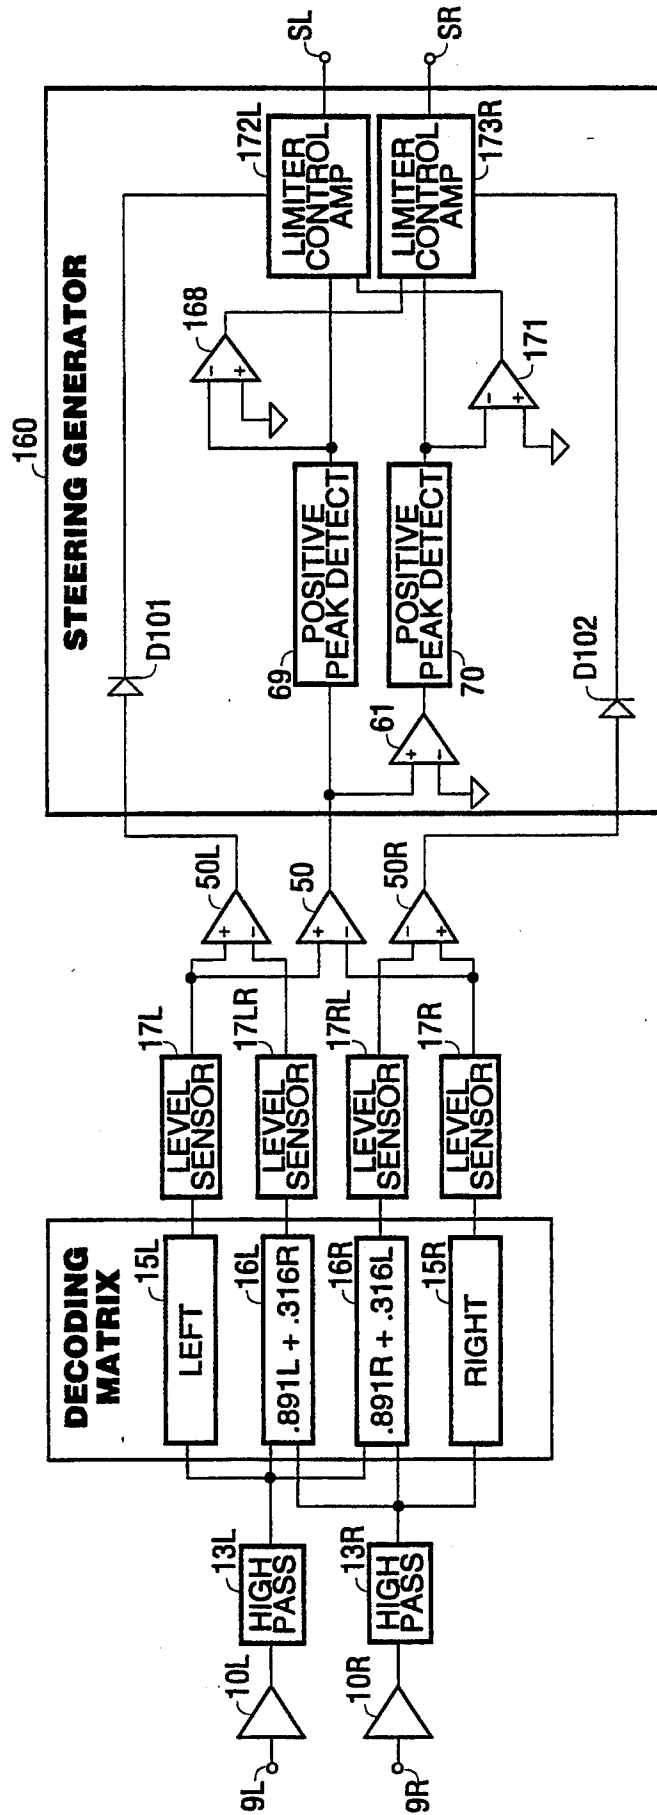 9L
10L
13L
HIGH
PASS
9R
10R
13R
HIGH
PASS
DECODING
MATRIX
15L
LEFT
16L
.891L + .316R
16R
.891R + .316L
15R
RIGHT
17L
LEVEL
SENSOR
17LR
LEVEL
SENSOR
17RL
LEVEL
SENSOR
17R
LEVEL
SENSOR
50L
+
-
50
+
-
50R
-
+
160
STEERING GENERATOR
D101
69
POSITIVE
PEAK DETECT
61
+
-
70
POSITIVE
PEAK DETECT
D102
168
-
+
171
-
+
172L
LIMITER
CONTROL
AMP
173R
LIMITER
CONTROL
AMP
SL
SR